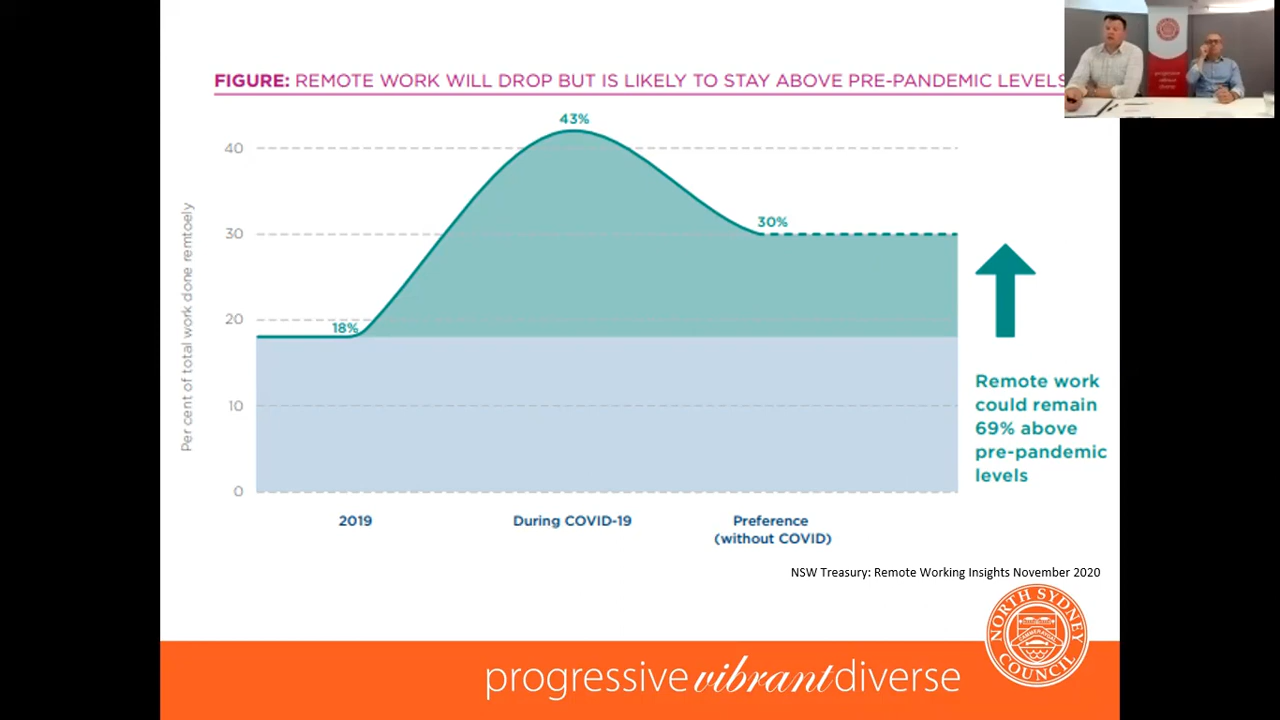 FIGURE: REMOTE WORK WILL DROP BUT IS LIKELY TO STAY ABOVE PRE-PANDEMIC LEVELS
43%
40
30%
30
20
18%
10
0
Per cent of total work done remtoely
2019
During COVID-19
Preference
(without COVID)
Remote work
could remain
69% above
pre-pandemic
levels
NSW Treasury: Remote Working Insights November 2020
NORTH SYDNEY
COUNCIL
progressive vibrant diverse
progressive
vibrant
diverse